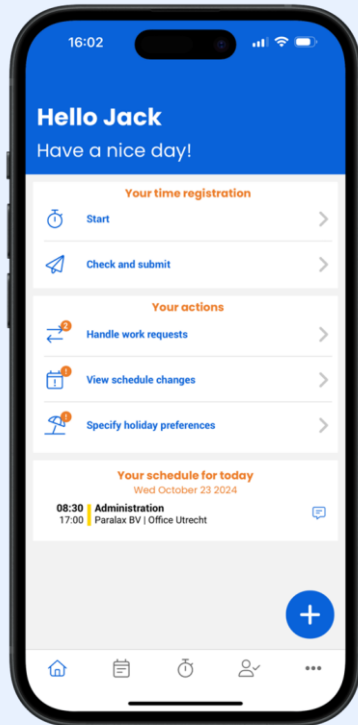 16:02
Hello Jack
Have a nice day!
Your time registration
Start
Check and submit
Your actions
2
Handle work requests
!
View schedule changes
!
Specify holiday preferences
Your schedule for today
Wed October 23 2024
08:30 Administration
17:00 Paralax BV | Office Utrecht